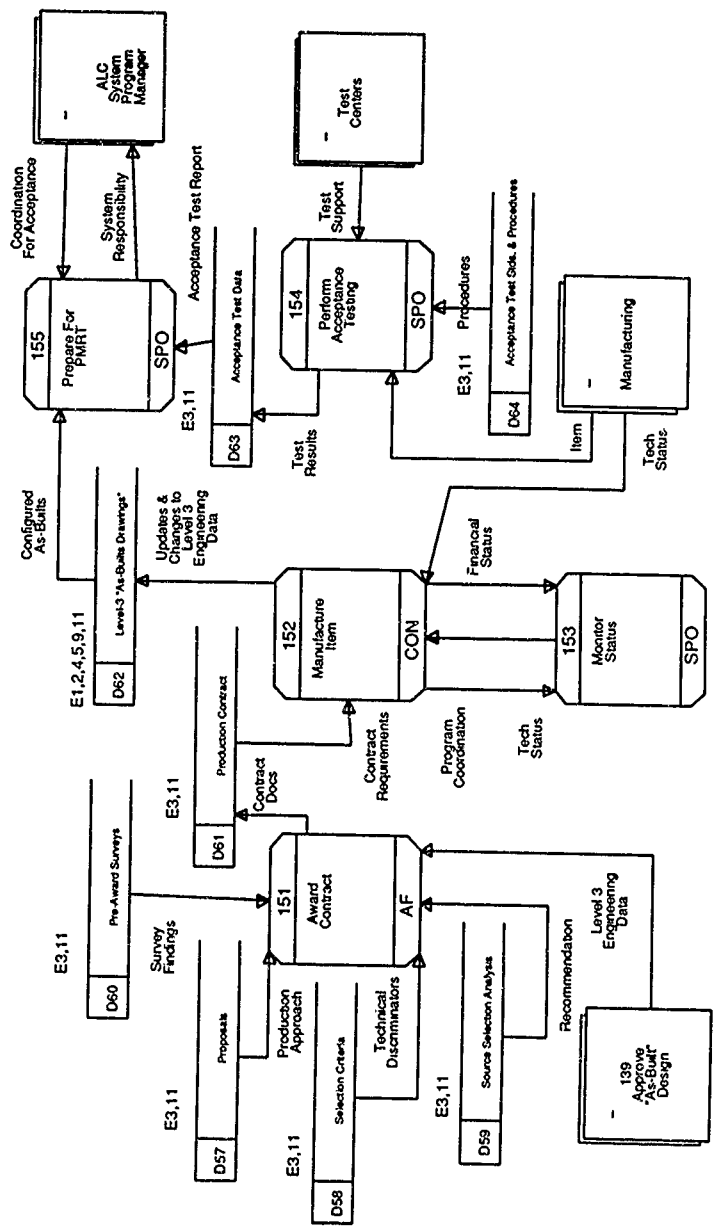 E3,11
D60
Pre-Award Surveys
Survey
Findings
E3,11
D57
Proposals
Production
Approach
E3,11
D58
Selection Criteria
Technical
Discriminators
E3,11
D59
Source Selection Analysis
Recommendation
139
Approve
"As-Built"
Design
Level 3
Engineering
Data
151
Award
Contract
AF
Contract
Docs
E3,11
D61
Production Contract
Contract
Requirements
152
Manufacture
Item
CON
Program
Coordination
Tech
Status
Financial
Status
153
Monitor
Status
SPO
E1,2,4,5,9,11
D62
Level-3 "As-Builts Drawings"
Updates &
Changes to
Level 3
Engineering
Data
Configured
As-Builts
155
Prepare For
PMRT
SPO
Coordination
For Acceptance
System
Responsibility
ALC
System
Program
Manager
Acceptance Test Report
E3,11
D63
Acceptance Test Data
Test
Results
154
Perform
Acceptance
Testing
SPO
Test
Support
Test
Centers
E3,11
Procedures
D64
Acceptance Test Stds. & Procedures
Item
Tech
Status
Manufacturing